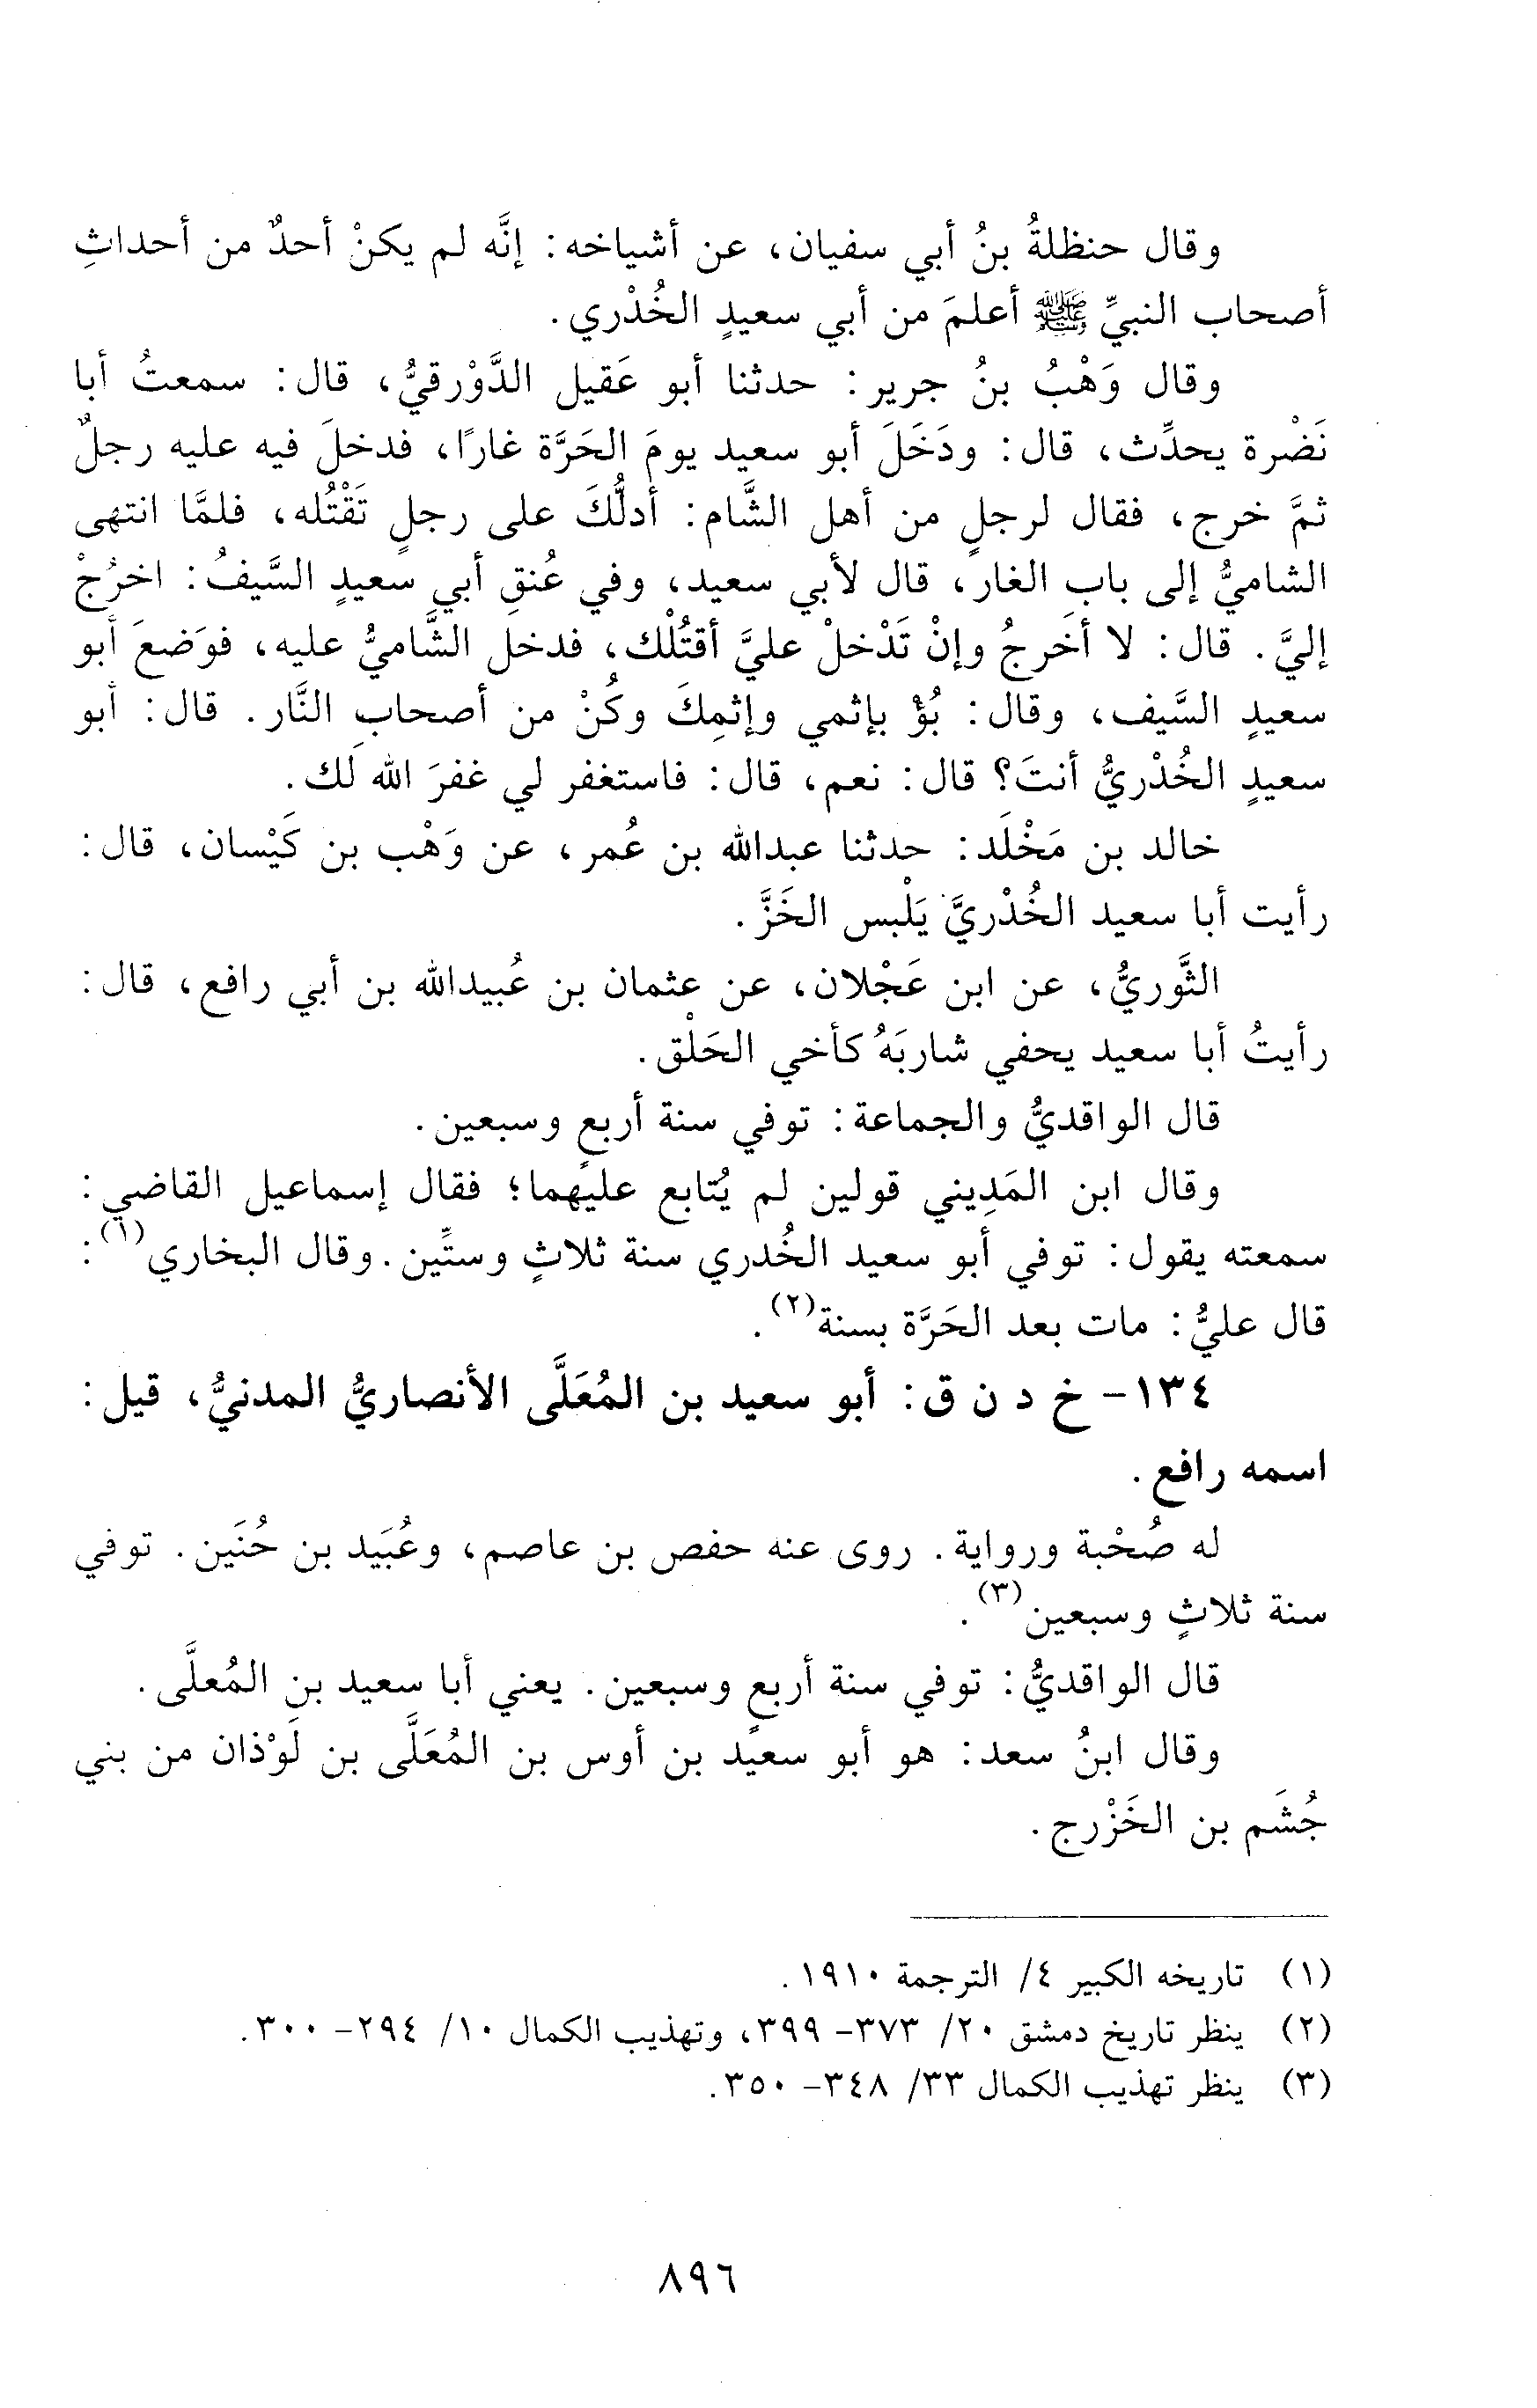 وقال حنظلةُ بنُ أبي سفيان، عن أشياخه: إنَّه لم يكنْ أحدٌ من أحداثِ
أصحاب النبيِّ ﷺ أعلمَ من أبي سعيدٍ الخُدْري.
وقال وَهْبُ بنُ جرير: حدثنا أبو عَقيل الدَّوْرقيُّ، قال: سمعتُ أبا
نَضْرة يحدِّث، قال: ودَخَلَ أبو سعيد يومَ الحَرَّة غارًا، فدخلَ فيه عليه رجلٌ
ثمَّ خرج، فقال لرجلٍ من أهل الشَّام: أدلُّكَ على رجلٍ تَقْتُله، فلمَّا انتهى
الشاميُّ إلى باب الغار، قال لأبي سعيد، وفي عُنقِ أبي سعيدٍ السَّيفُ: اخرُجْ
إليَّ. قال: لا أَخرجُ وإنْ تَدْخلْ عليَّ أقتُلْك، فدخل الشَّاميُّ عليه، فوَضعَ أبو
سعيدٍ السَّيف، وقال: بُؤْ بإثمي وإثمِكَ وكُنْ من أصحابِ النَّار. قال: أبو
سعيدٍ الخُدْريُّ أنتَ؟ قال: نعم، قال: فاستغفر لي غفرَ الله لَك.
خالد بن مَخْلَد: حدثنا عبدالله بن عُمر، عن وَهْب بن كَيْسان، قال:
رأيت أبا سعيد الخُدْريَّ يَلْبس الخَزَّ.
الثَّوريُّ، عن ابن عَجْلان، عن عثمان بن عُبيدالله بن أبي رافع، قال:
رأيتُ أبا سعيد يحفي شاربَهُ كأخي الحَلْق.
قال الواقديُّ والجماعة: توفي سنة أربعٍ وسبعين.
وقال ابن المَدِيني قولين لم يُتابع عليهما؛ فقال إسماعيل القاضي:
سمعته يقول: توفي أبو سعيد الخُدري سنة ثلاثٍ وستِّين. وقال البخاري(١):
قال عليُّ: مات بعد الحَرَّة بسنة(٢).
١٣٤- خ د ن ق: أبو سعيد بن المُعَلَّى الأنصاريُّ المدنيُّ، قيل:
اسمه رافع.
له صُحْبة ورواية. روى عنه حفص بن عاصم، وعُبَيد بن حُنَين. توفي
سنة ثلاثٍ وسبعين(٣).
قال الواقديُّ: توفي سنة أربعٍ وسبعين. يعني أبا سعيد بن المُعلَّى.
وقال ابنُ سعد: هو أبو سعيد بن أوس بن المُعَلَّى بن لَوْذان من بني
جُشَم بن الخَزْرج.
(١) تاريخه الكبير ٤/ الترجمة ١٩١٠.
(٢) ينظر تاريخ دمشق ٢٠/ ٣٧٣- ٣٩٩، وتهذيب الكمال ١٠/ ٢٩٤- ٣٠٠.
(٣) ينظر تهذيب الكمال ٣٣/ ٣٤٨- ٣٥٠.
٨٩٦